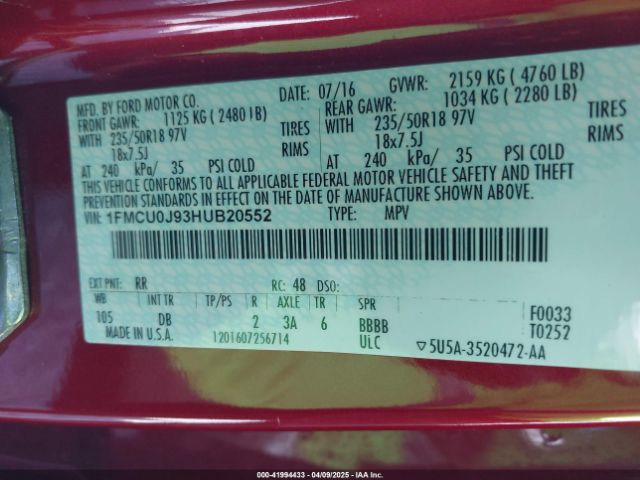 MFD. BY FORD MOTOR CO. DATE: 07/16 GVWR: 2159 KG ( 4760 LB)
FRONT GAWR: 1125 KG ( 2480 LB) REAR GAWR: 1034 KG ( 2280 LB)
WITH 235/50R18 97V TIRES WITH 235/50R18 97V TIRES
18x7.5J RIMS 18x7.5J RIMS
AT 240 kPa/ 35 PSI COLD AT 240 kPa/ 35 PSI COLD
THIS VEHICLE CONFORMS TO ALL APPLICABLE FEDERAL MOTOR VEHICLE SAFETY AND THEFT
PREVENTION STANDARDS IN EFFECT ON THE DATE OF MANUFACTURE SHOWN ABOVE.
VIN: 1FMCU0J93HUB20552 TYPE: MPV
EXT PNT: RR RC: 48 DSO:
WB INT TR TP/PS R AXLE TR SPR F0033
105 DB 2 3A 6 BBBB T0252
MADE IN U.S.A. 1201607256714 ULC ▽5U5A-3520472-AA
000-41994433 - 04/09/2025 - IAA Inc.